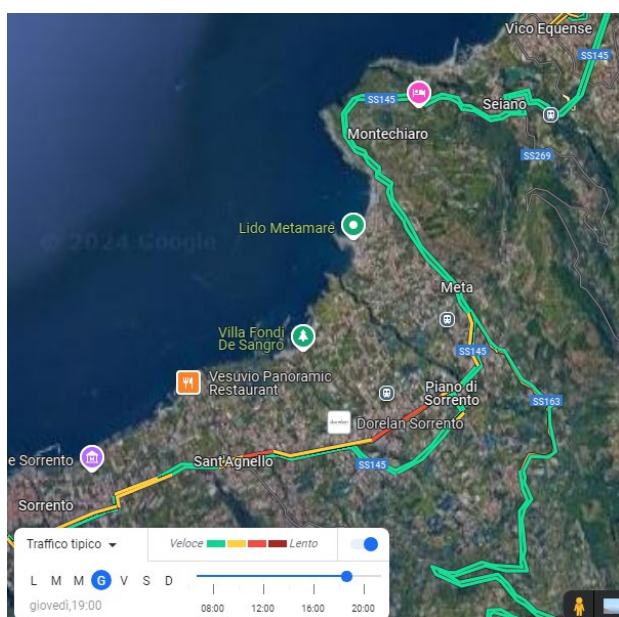 Vico Equense
SS145
SS145
Seiano
Montechiaro
SS269
© 2024 Google
Lido Metamare
Meta
Villa Fondi
De Sangro
SS145
Vesuvio Panoramic
Restaurant
Piano di
Sorrento
SS163
dorelan
Dorelan Sorrento
e Sorrento
Sant'Agnello
SS145
Sorrento
Traffico tipico
Veloce Lento
L M M G V S D
giovedì,19:00
08:00 12:00 16:00 20:00